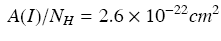 A(I)/N_H = 2.6 × 10^{-22} cm^2